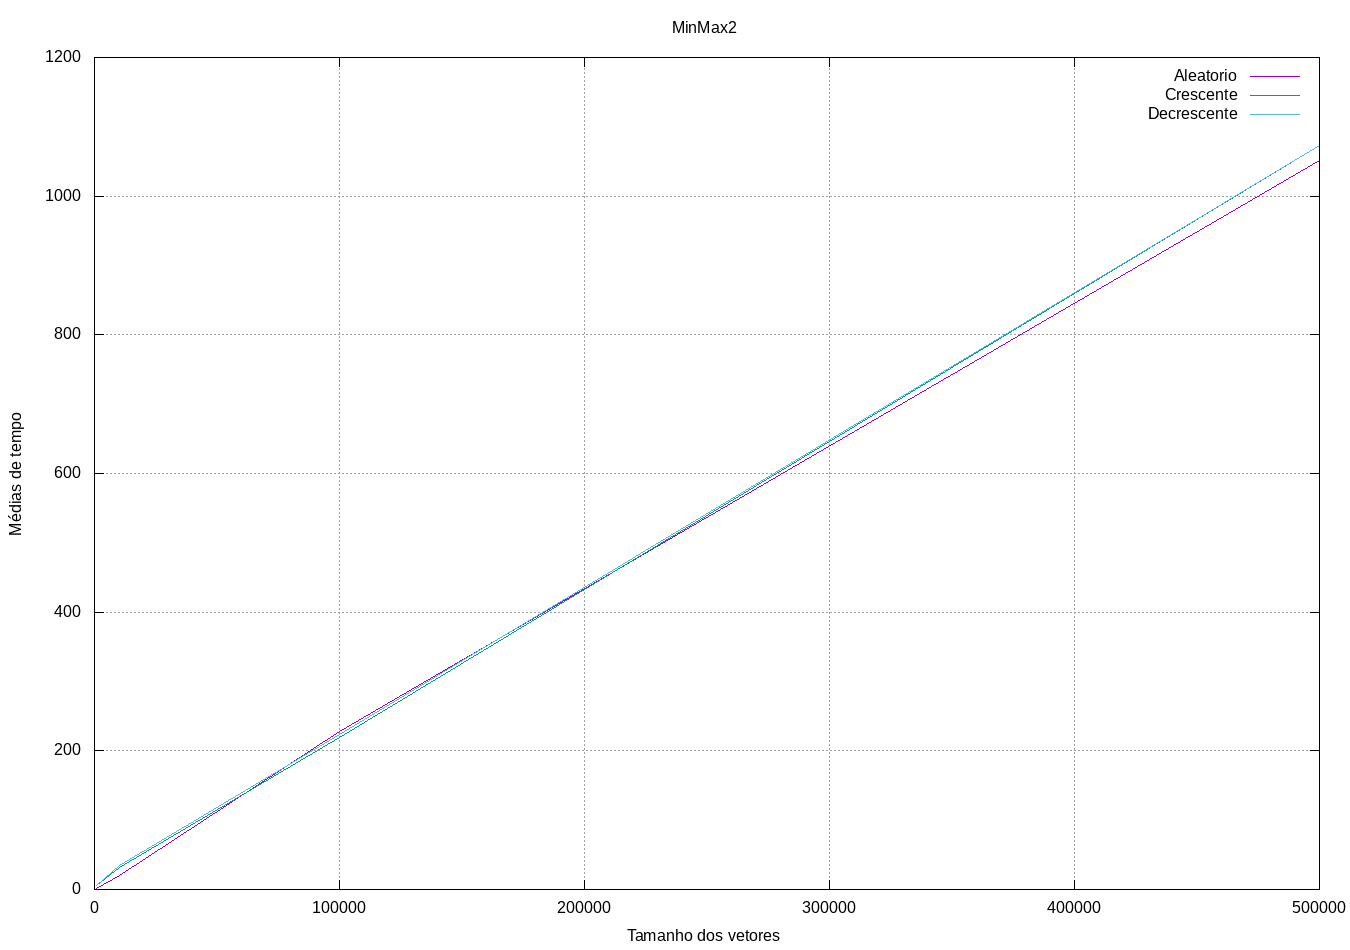 MinMax2
1200
1000
800
600
400
200
0
Médias de tempo
Aleatorio
Crescente
Decrescente
0 100000 200000 300000 400000 500000
Tamanho dos vetores